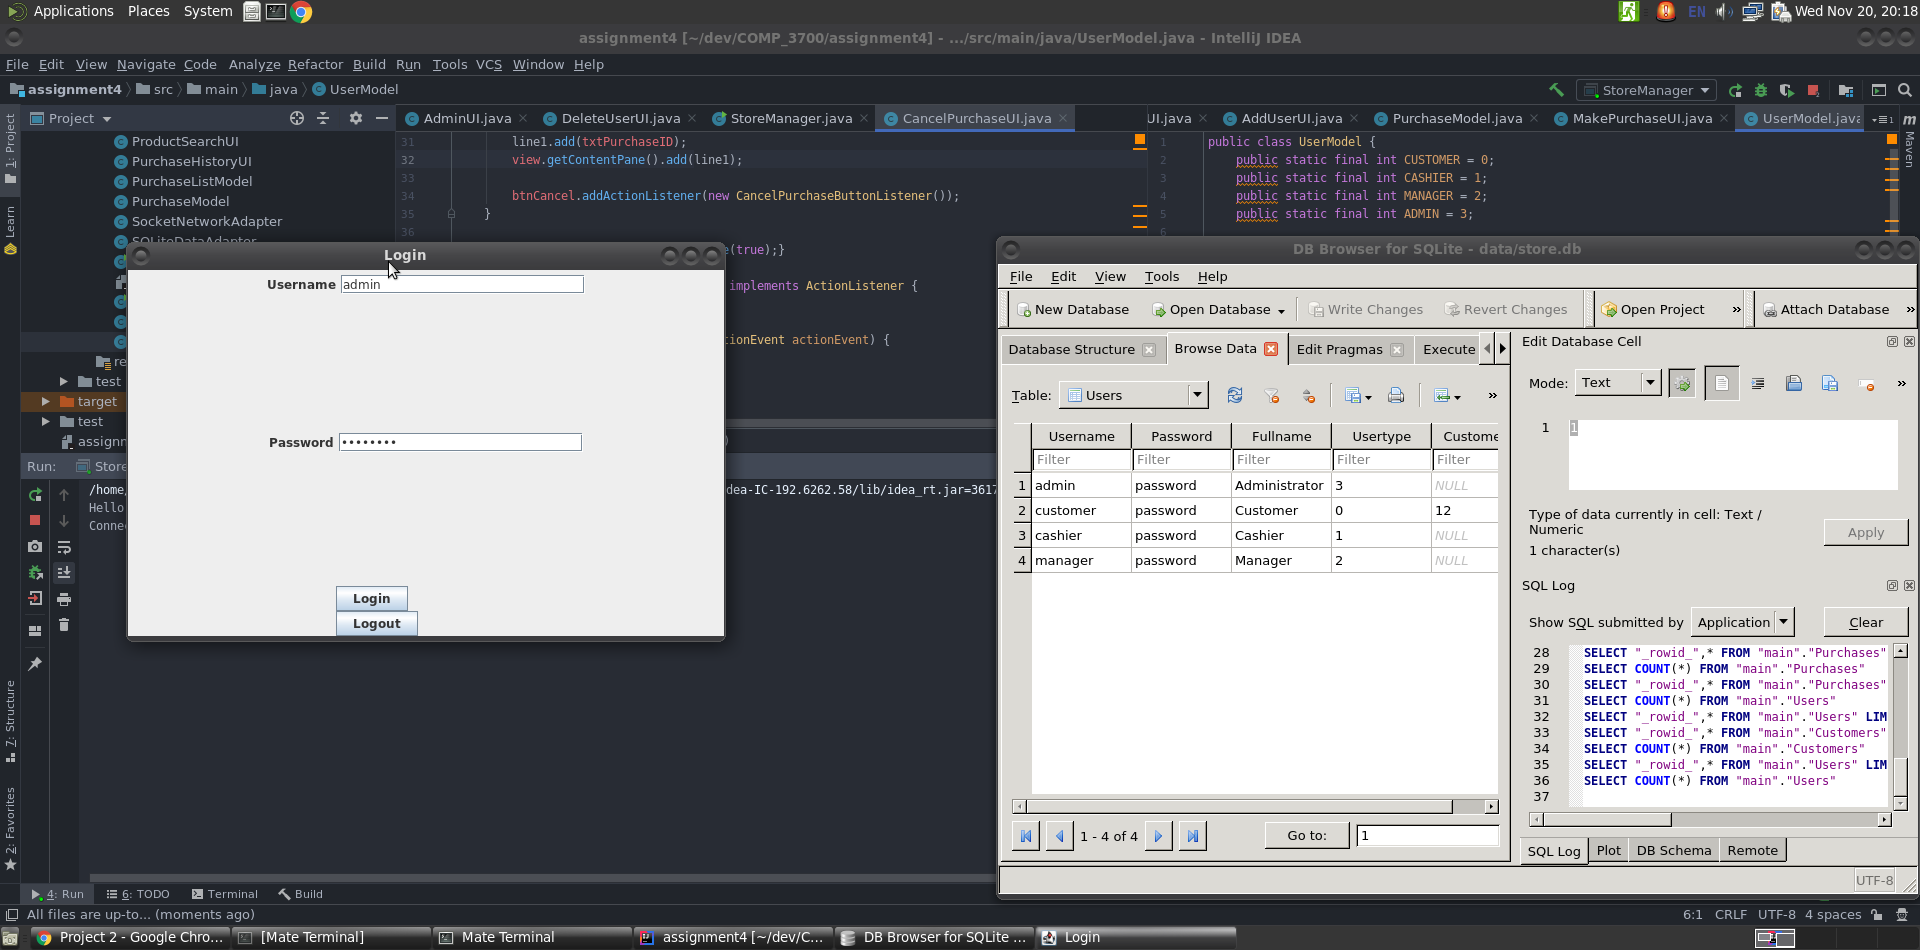 Applications Places System
EN Wed Nov 20, 20:18
assignment4 [~/dev/COMP_3700/assignment4] - .../src/main/java/UserModel.java - IntelliJ IDEA
File Edit View Navigate Code Analyze Refactor Build Run Tools VCS Window Help
assignment4 src main java UserModel
StoreManager
1: Project
Learn
7: Structure
2: Favorites
Maven
Project
ProductSearchUI
PurchaseHistoryUI
PurchaseListModel
PurchaseModel
SocketNetworkAdapter
SQLiteDataAdapter
re
test
target
test
assignm
AdminUI.java DeleteUserUI.java StoreManager.java CancelPurchaseUI.java
31 line1.add(txtPurchaseID);
32 view.getContentPane().add(line1);
33
34 btnCancel.addActionListener(new CancelPurchaseButtonListener());
35 }
36
e(true);}
implements ActionListener {
ionEvent actionEvent) {
)
UI.java AddUserUI.java PurchaseModel.java MakePurchaseUI.java UserModel.java
1 public class UserModel {
2 public static final int CUSTOMER = 0;
3 public static final int CASHIER = 1;
4 public static final int MANAGER = 2;
5 public static final int ADMIN = 3;
6
Login
Username admin
Password ••••••••
Login
Logout
Run: Store
/home/
dea-IC-192.6262.58/lib/idea_rt.jar=3617
Hello
Connec
DB Browser for SQLite - data/store.db
File Edit View Tools Help
New Database Open Database Write Changes Revert Changes Open Project » Attach Database »
Database Structure Browse Data Edit Pragmas Execute
Table: Users »
Username Password Fullname Usertype Custome
Filter Filter Filter Filter Filter
1 admin password Administrator 3 NULL
2 customer password Customer 0 12
3 cashier password Cashier 1 NULL
4 manager password Manager 2 NULL
1 - 4 of 4 Go to: 1
Edit Database Cell
Mode: Text »
1 1
Type of data currently in cell: Text /
Numeric
1 character(s)
Apply
SQL Log
Show SQL submitted by Application Clear
28 SELECT "_rowid_",* FROM "main"."Purchases"
29 SELECT COUNT(*) FROM "main"."Purchases"
30 SELECT "_rowid_",* FROM "main"."Purchases"
31 SELECT COUNT(*) FROM "main"."Users"
32 SELECT "_rowid_",* FROM "main"."Users" LIM
33 SELECT "_rowid_",* FROM "main"."Customers"
34 SELECT COUNT(*) FROM "main"."Customers"
35 SELECT "_rowid_",* FROM "main"."Users" LIM
36 SELECT COUNT(*) FROM "main"."Users"
37
SQL Log Plot DB Schema Remote
UTF-8
4: Run 6: TODO Terminal Build
All files are up-to... (moments ago)
6:1 CRLF UTF-8 4 spaces
Project 2 - Google Chro... [Mate Terminal] Mate Terminal assignment4 [~/dev/C... DB Browser for SQLite ... Login